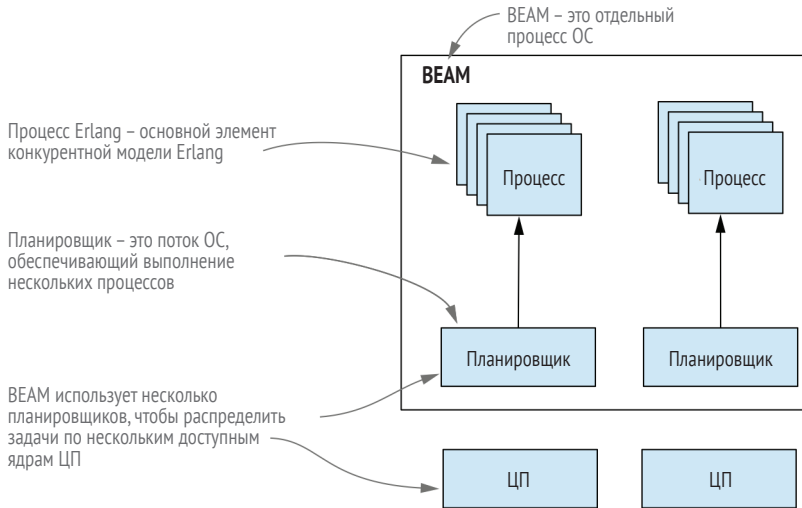 BEAM – это отдельный
процесс ОС
BEAM
Процесс Erlang – основной элемент
конкурентной модели Erlang
Процесс
Процесс
Планировщик – это поток ОС,
обеспечивающий выполнение
нескольких процессов
Планировщик
Планировщик
BEAM использует несколько
планировщиков, чтобы распределить
задачи по нескольким доступным
ядрам ЦП
ЦП
ЦП